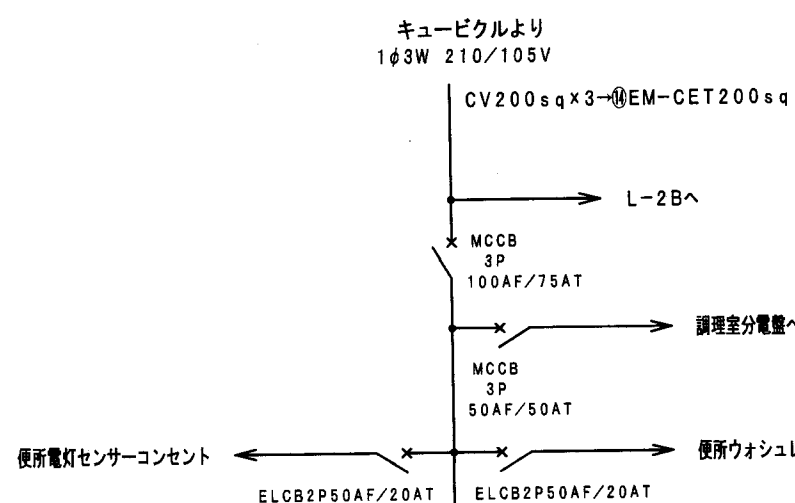 キュービクルより
1φ3W 210/105V
CV200sq×3→⑭EM-CET200sq
L-2Bへ
MCCB
3P
100AF/75AT
調理室分電盤へ
MCCB
3P
50AF/50AT
便所電灯センサーコンセント
便所ウォシュ
ELCB2P50AF/20AT
ELCB2P50AF/20AT